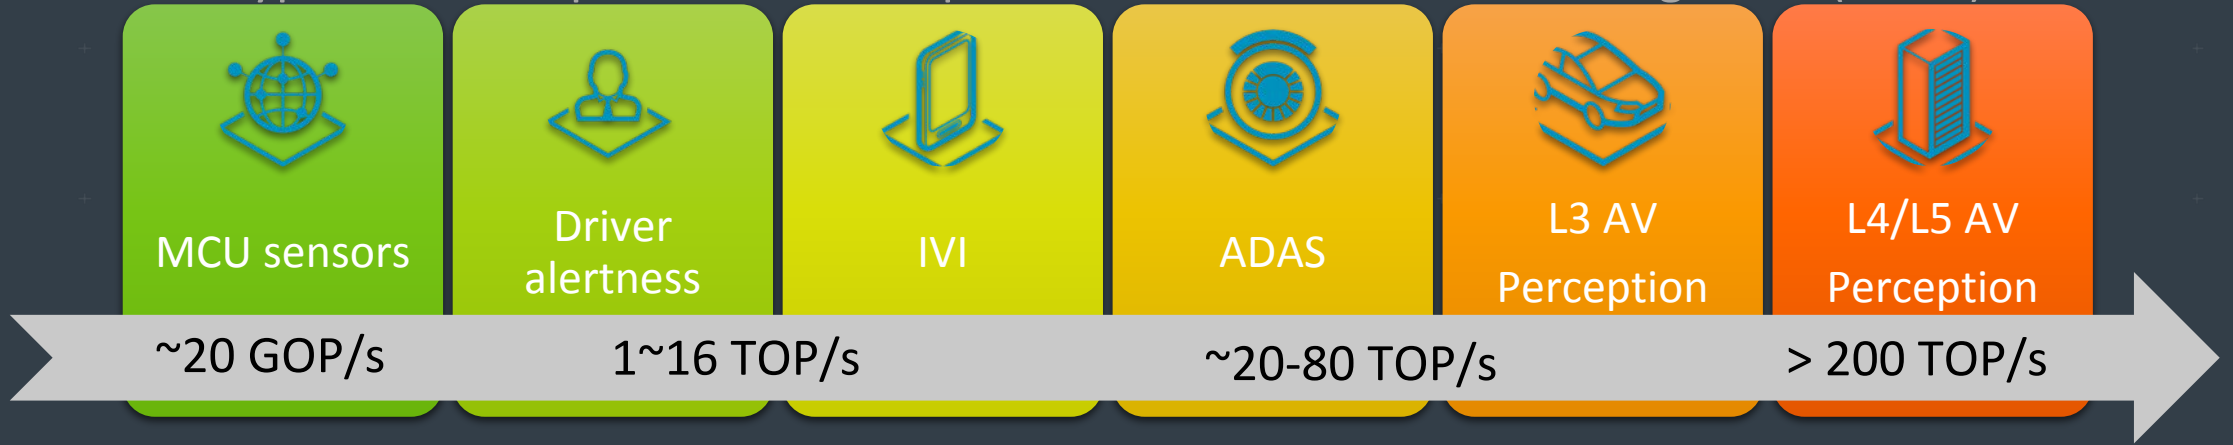 MCU sensors
Driver
alertness
IVI
ADAS
L3 AV
Perception
L4/L5 AV
Perception
~20 GOP/s
1~16 TOP/s
~20-80 TOP/s
> 200 TOP/s